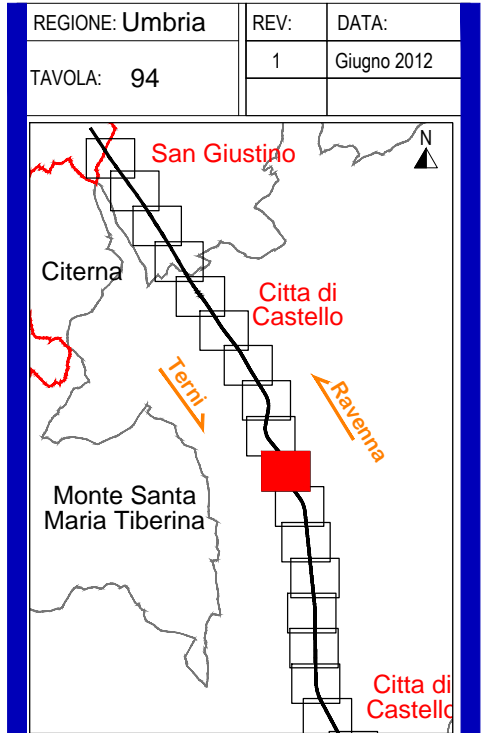 REGIONE: Umbria
REV:
DATA:
TAVOLA: 94
1
Giugno 2012
N
San Giustino
Citerna
Citta di
Castello
Terni
Ravenna
Monte Santa
Maria Tiberina
Citta di
Castello